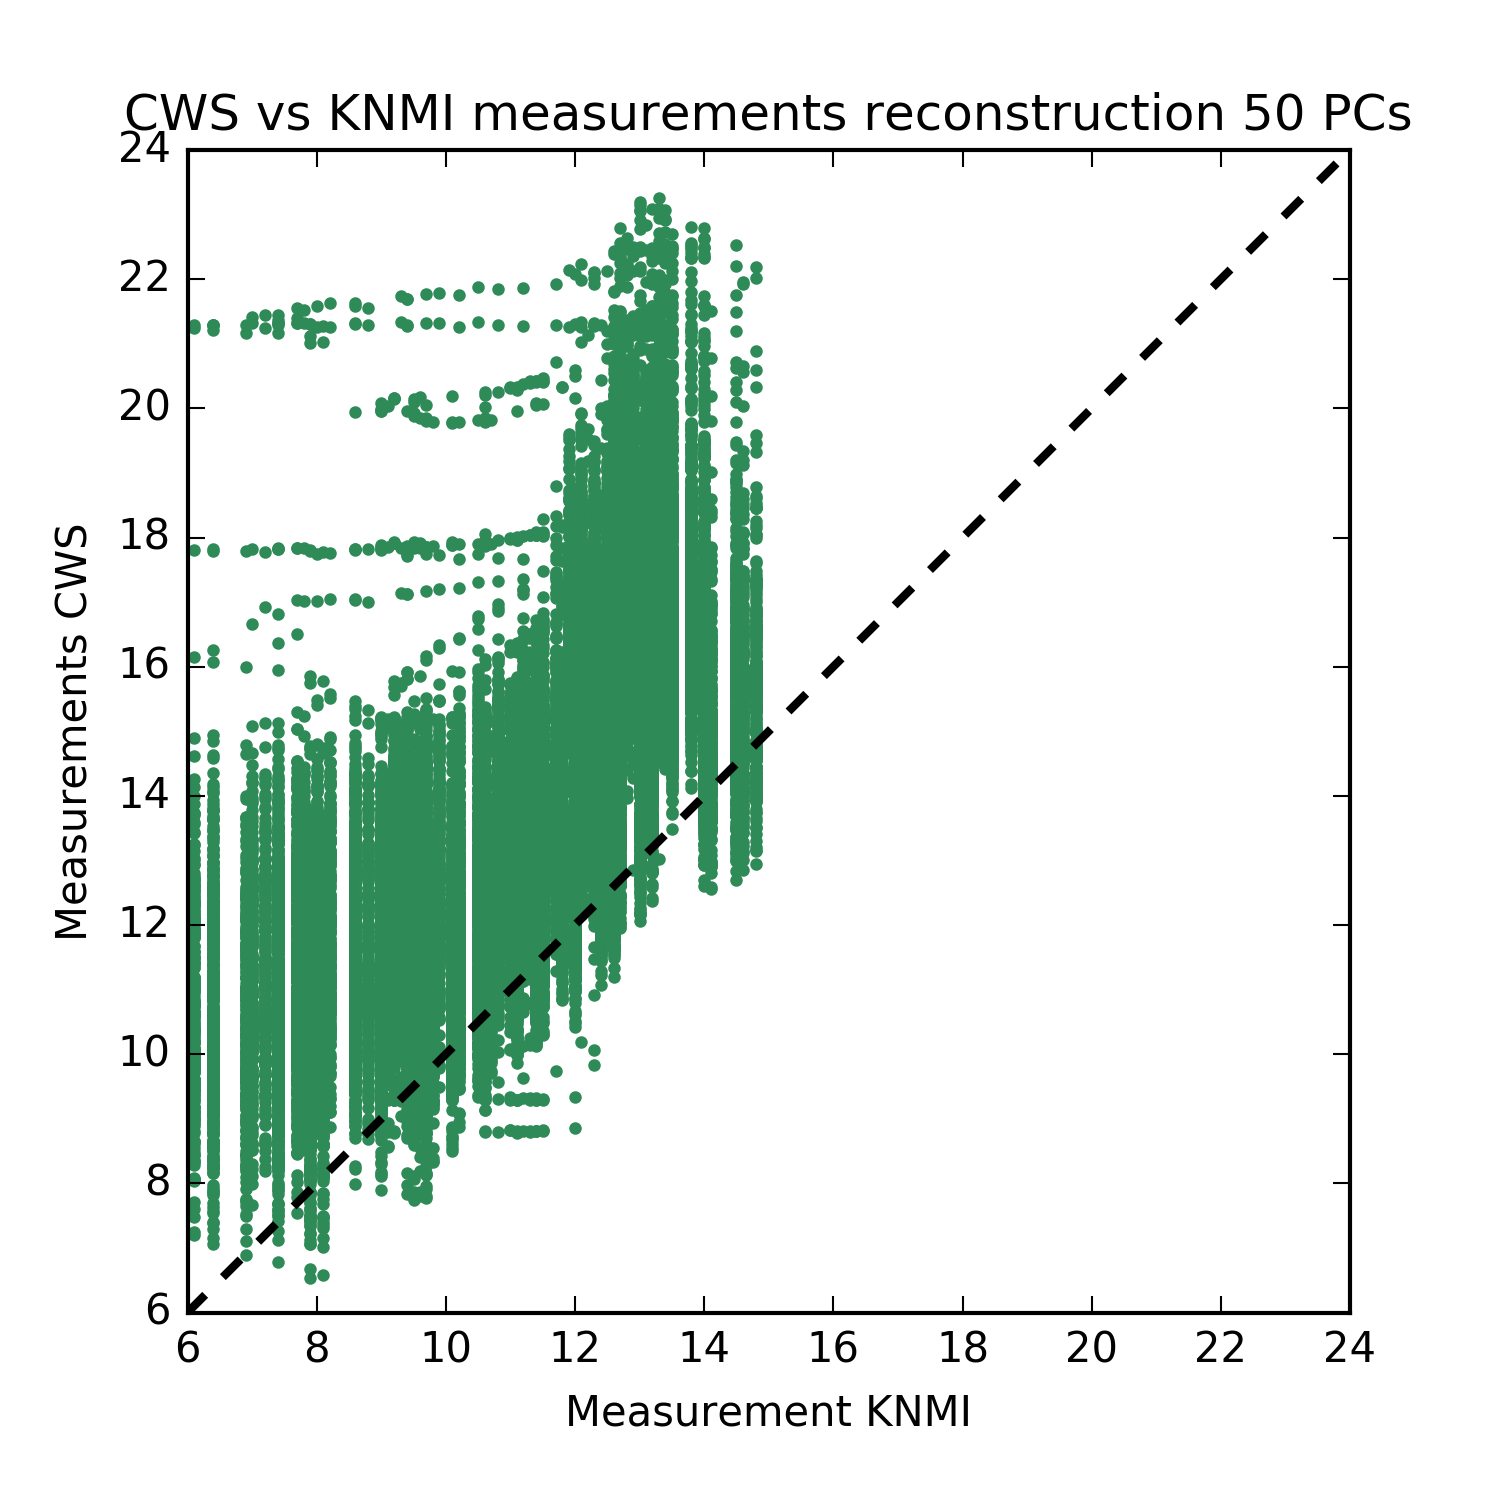 CWS vs KNMI measurements reconstruction 50 PCs
24
22
20
18
16
14
12
10
8
6
Measurements CWS
6 8 10 12 14 16 18 20 22 24
Measurement KNMI